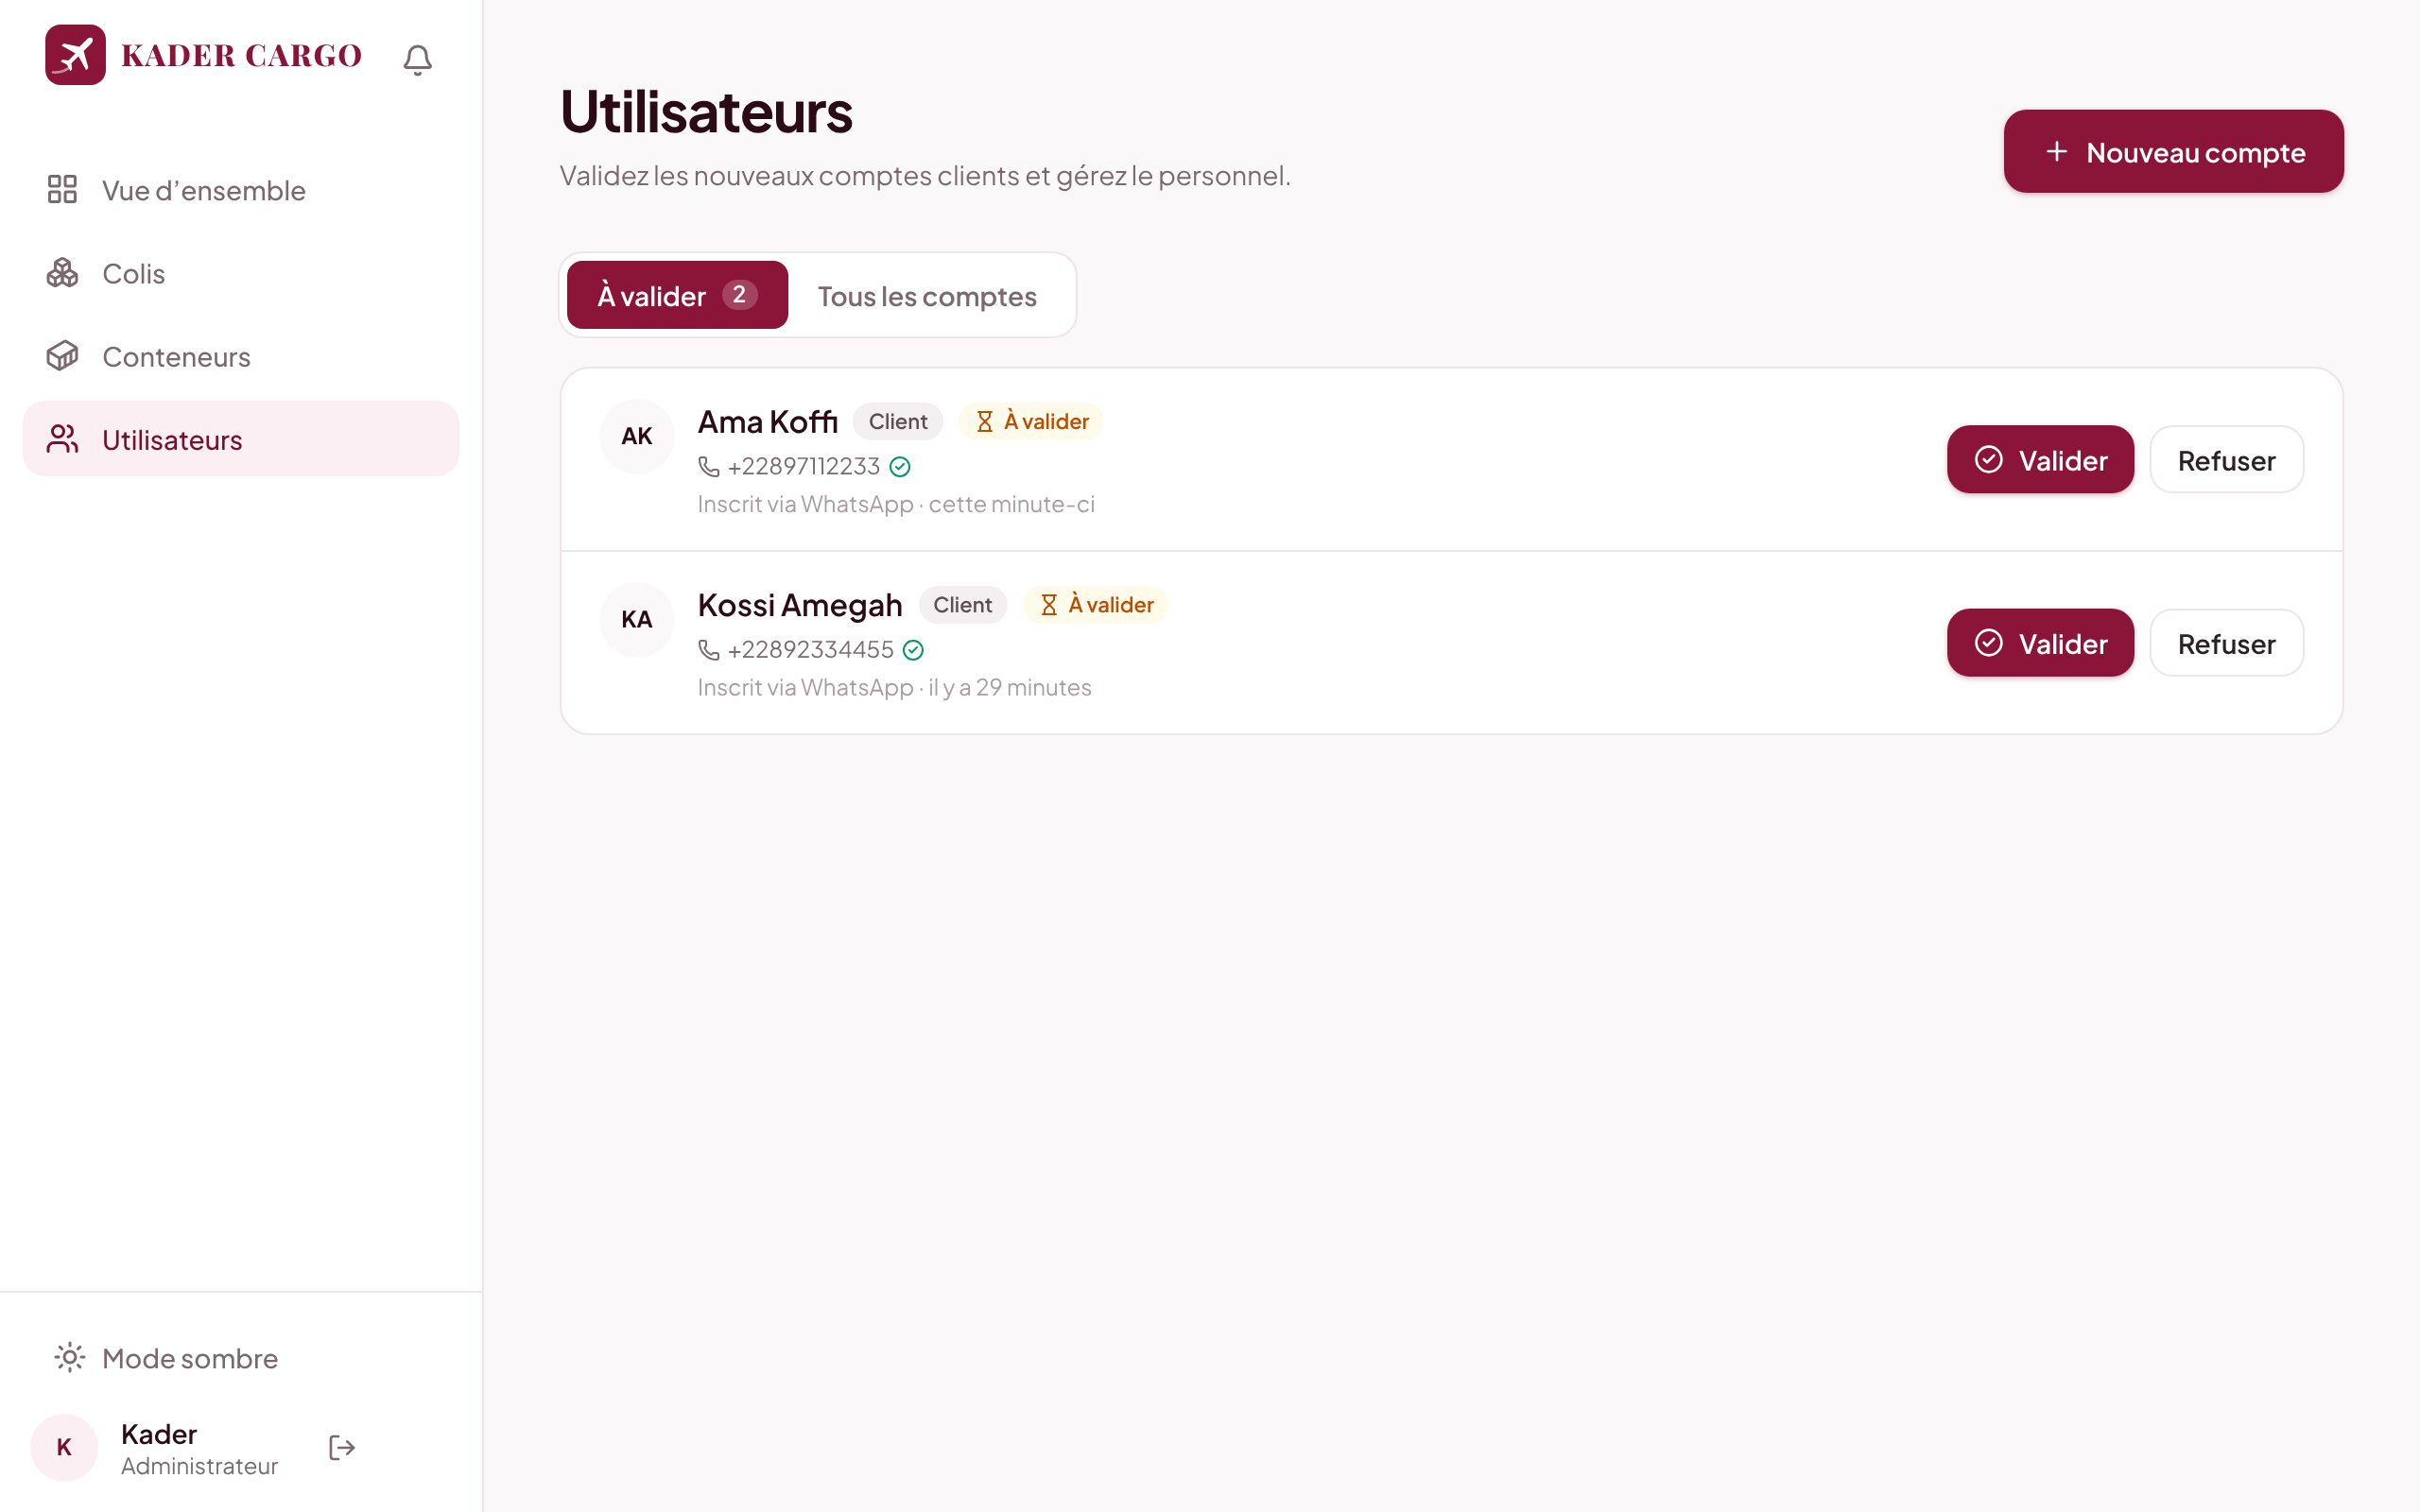 KADER CARGO
Vue d’ensemble
Colis
Conteneurs
Utilisateurs
Mode sombre
K
Kader
Administrateur
Utilisateurs
Validez les nouveaux comptes clients et gérez le personnel.
+ Nouveau compte
À valider 2
Tous les comptes
AK
Ama Koffi Client À valider
+22897112233
Inscrit via WhatsApp · cette minute-ci
Valider Refuser
KA
Kossi Amegah Client À valider
+22892334455
Inscrit via WhatsApp · il y a 29 minutes
Valider Refuser